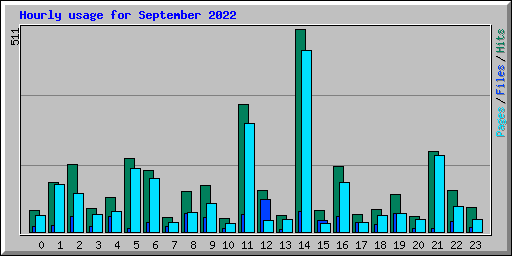 Hourly usage for September 2022
511
Pages/Files/Hits
0 1 2 3 4 5 6 7 8 9 10 11 12 13 14 15 16 17 18 19 20 21 22 23